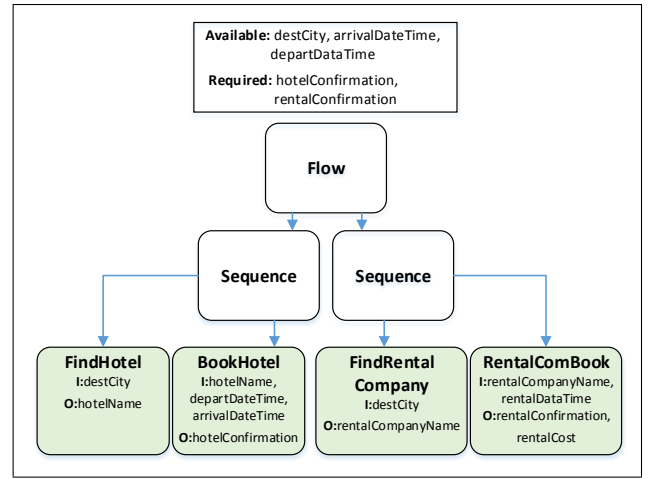 Available: destCity, arrivalDateTime,
departDataTime
Required: hotelConfirmation,
rentalConfirmation
Flow
Sequence
Sequence
FindHotel
I:destCity
O:hotelName
BookHotel
I:hotelName,
departDateTime,
arrivalDateTime
O:hotelConfirmation
FindRental
Company
I:destCity
O:rentalCompanyName
RentalComBook
I:rentalCompanyName,
rentalDataTime
O:rentalConfirmation,
rentalCost